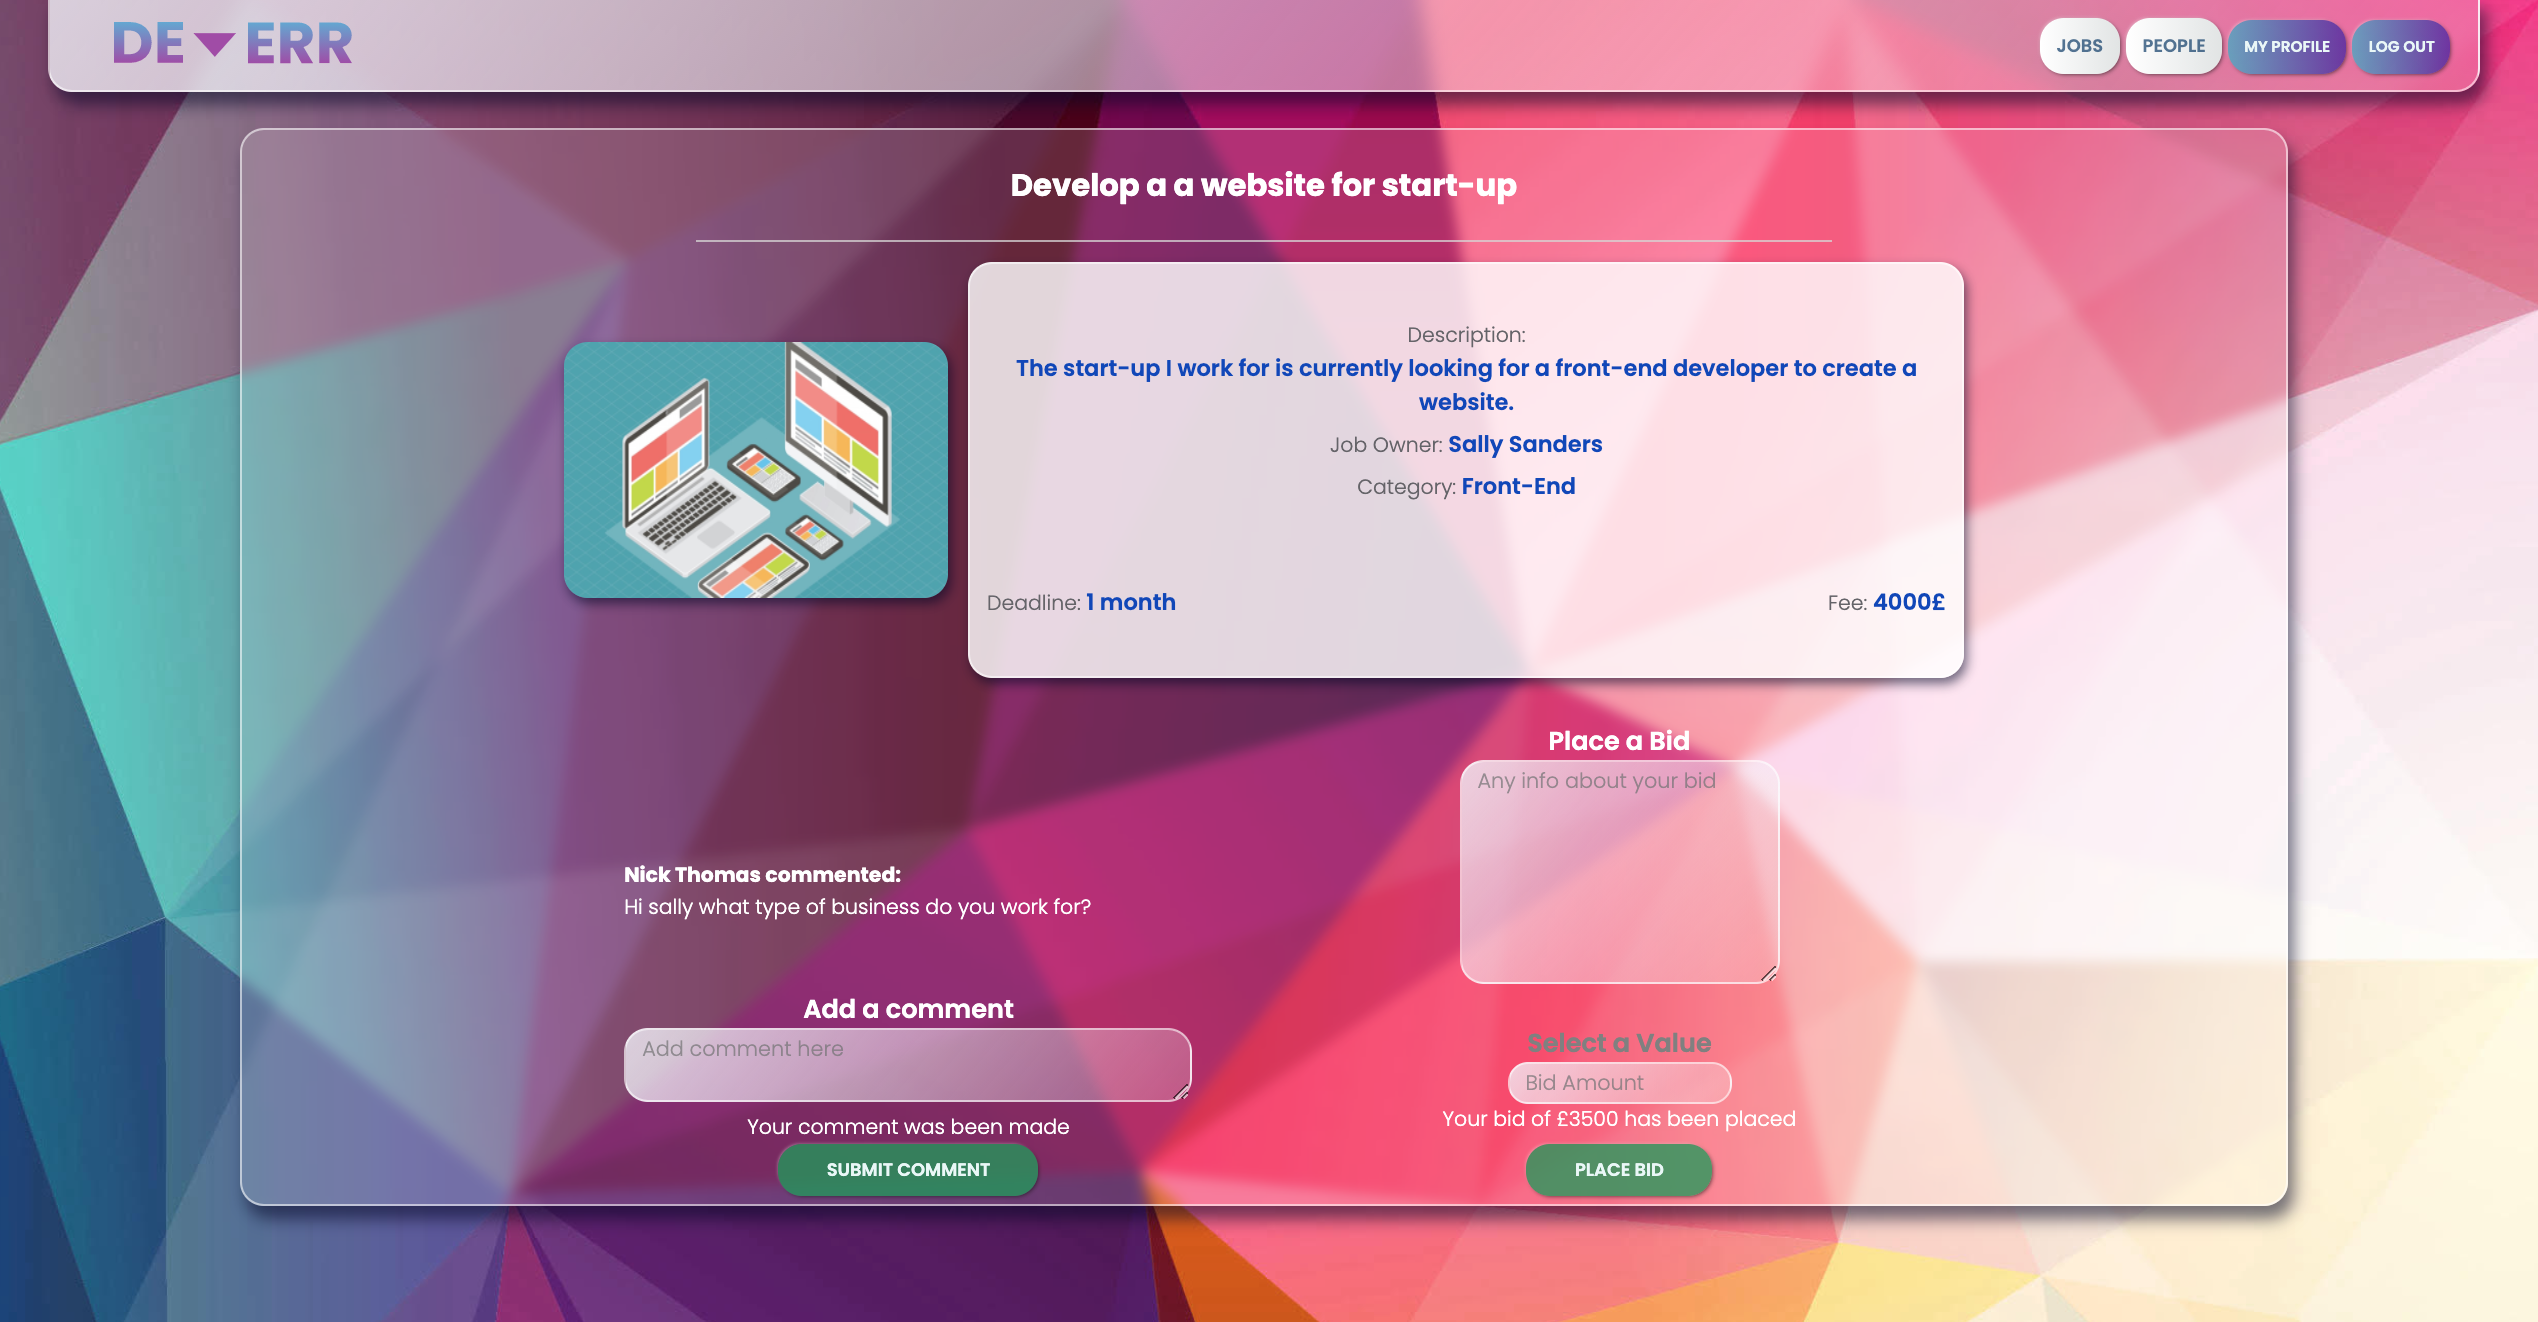 DE▼ERR
JOBS
PEOPLE
MY PROFILE
LOG OUT
Develop a a website for start-up
Description:
The start-up I work for is currently looking for a front-end developer to create a
website.
Job Owner: Sally Sanders
Category: Front-End
Deadline: 1 month
Fee: 4000£
Nick Thomas commented:
Hi sally what type of business do you work for?
Add a comment
Add comment here
Your comment was been made
SUBMIT COMMENT
Place a Bid
Any info about your bid
Select a Value
Bid Amount
Your bid of £3500 has been placed
PLACE BID